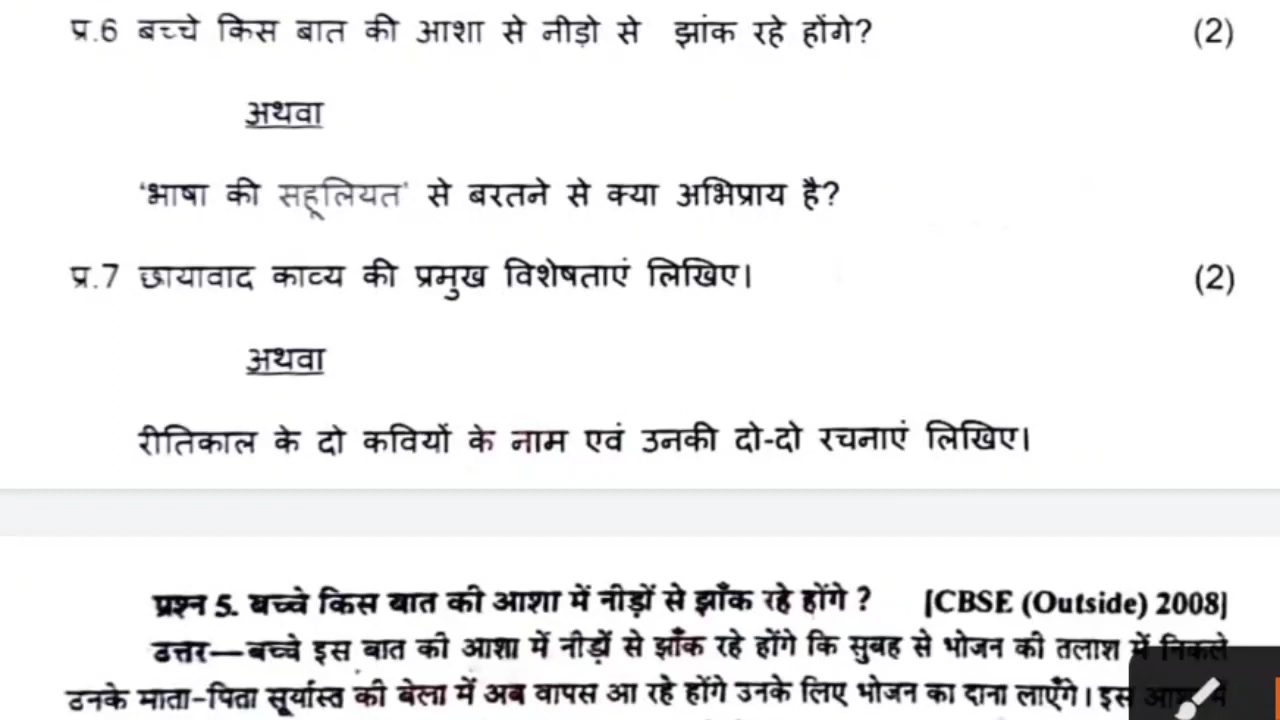 प्र.6 बच्चे किस बात की आशा से नीड़ो से झांक रहे होंगे? (2)
अथवा
'भाषा की सहूलियत' से बरतने से क्या अभिप्राय है?
प्र.7 छायावाद काव्य की प्रमुख विशेषताएं लिखिए। (2)
अथवा
रीतिकाल के दो कवियों के नाम एवं उनकी दो-दो रचनाएं लिखिए।
प्रश्न 5. बच्चे किस बात की आशा में नीड़ों से झाँक रहे होंगे ? [CBSE (Outside) 2008]
उत्तर—बच्चे इस बात की आशा में नीड़ों से झाँक रहे होंगे कि सुबह से भोजन की तलाश में निकले
उनके माता-पिता सूर्यास्त की बेला में अब वापस आ रहे होंगे उनके लिए भोजन का दाना लाएँगे। इस